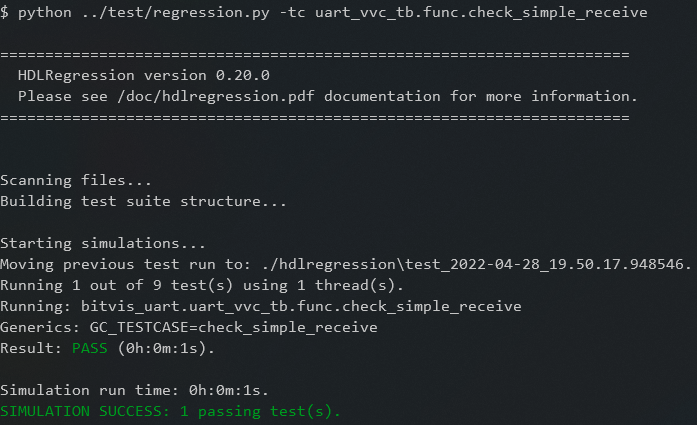 $ python ../test/regression.py -tc uart_vvc_tb.func.check_simple_receive
======================================================================
HDLRegression version 0.20.0
Please see /doc/hdlregression.pdf documentation for more information.
======================================================================
Scanning files...
Building test suite structure...
Starting simulations...
Moving previous test run to: ./hdlregression\test_2022-04-28_19.50.17.948546.
Running 1 out of 9 test(s) using 1 thread(s).
Running: bitvis_uart.uart_vvc_tb.func.check_simple_receive
Generics: GC_TESTCASE=check_simple_receive
Result: PASS (0h:0m:1s).
Simulation run time: 0h:0m:1s.
SIMULATION SUCCESS: 1 passing test(s).